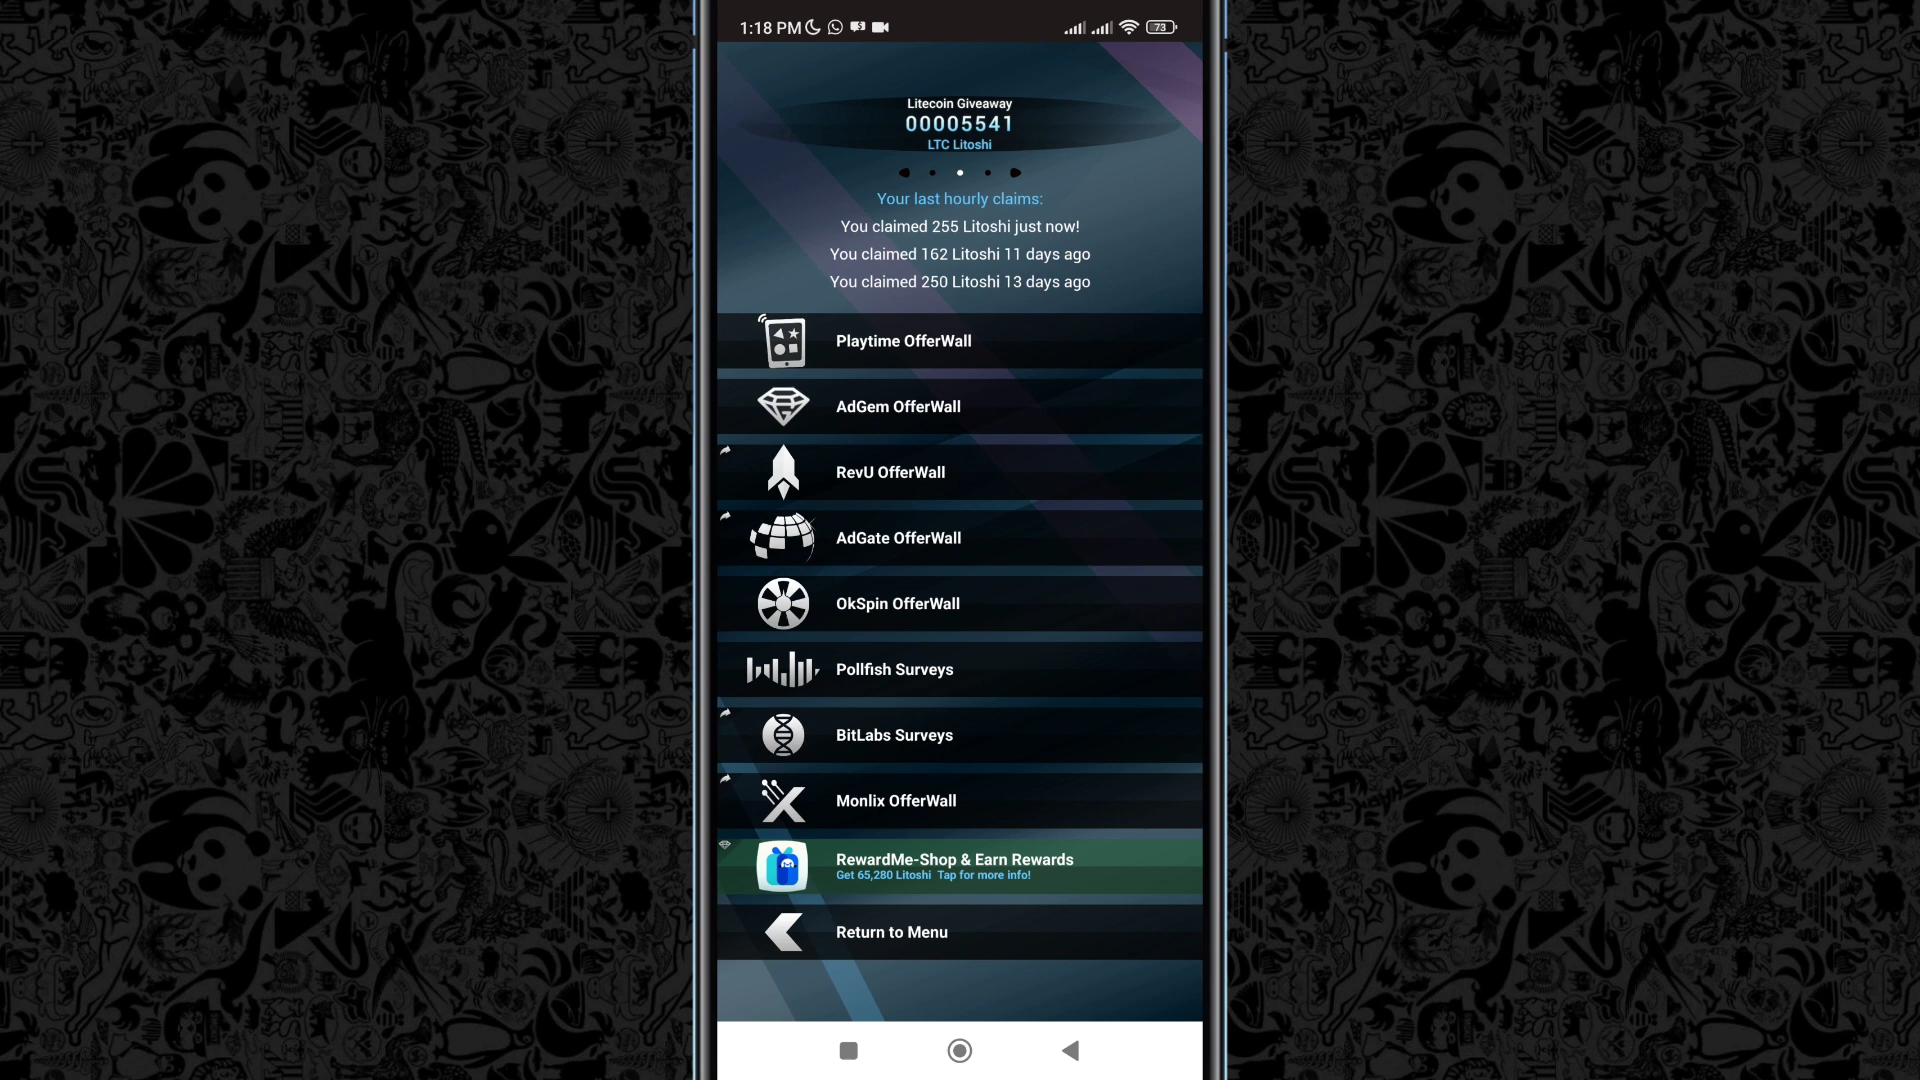 1:18 PM
73
Litecoin Giveaway
00005541
LTC Litoshi
Your last hourly claims:
You claimed 255 Litoshi just now!
You claimed 162 Litoshi 11 days ago
You claimed 250 Litoshi 13 days ago
Playtime OfferWall
AdGem OfferWall
RevU OfferWall
AdGate OfferWall
OkSpin OfferWall
Pollfish Surveys
BitLabs Surveys
Monlix OfferWall
RewardMe-Shop & Earn Rewards
Get 65,280 Litoshi Tap for more info!
Return to Menu